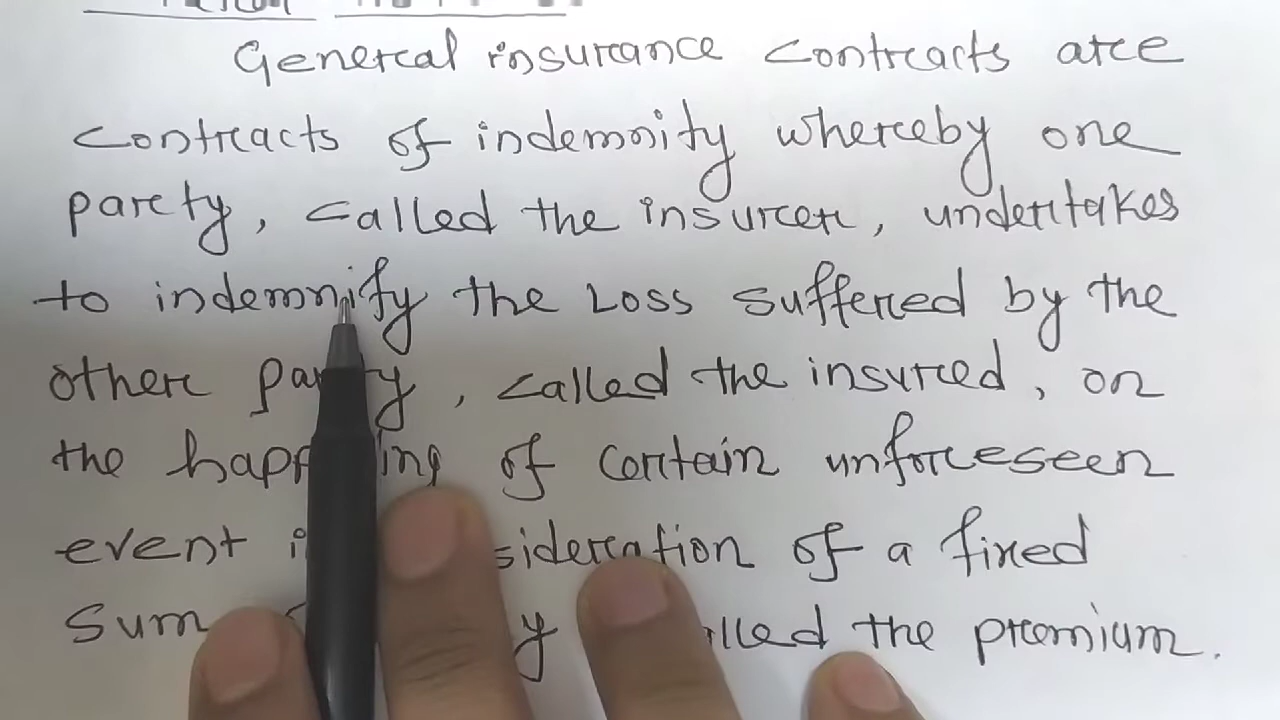 General insurance contracts are
contracts of indemnity whereby one
party, called the insurer, undertakes
to indemnify the Loss suffered by the
other party, called the insured, on
the happening of certain unforeseen
event sideration of a fixed
Sum called the premium.